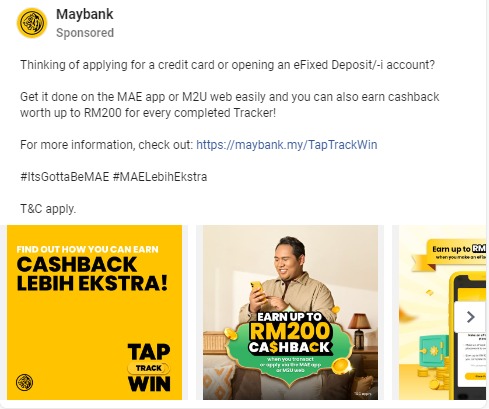 Maybank
Sponsored
Thinking of applying for a credit card or opening an eFixed Deposit/-i account?
Get it done on the MAE app or M2U web easily and you can also earn cashback
worth up to RM200 for every completed Tracker!
For more information, check out: https://maybank.my/TapTrackWin
#ItsGottaBeMAE #MAELebihEkstra
T&C apply.
FIND OUT HOW YOU CAN EARN
CASHBACK
LEBIH EKSTRA!
TAP
TRACK
WIN
EARN UP TO
RM200
CA$HBACK
when you transact
or apply via the MAE app
or M2U web
T&C apply
Earn up to RM
when you make an eFixe